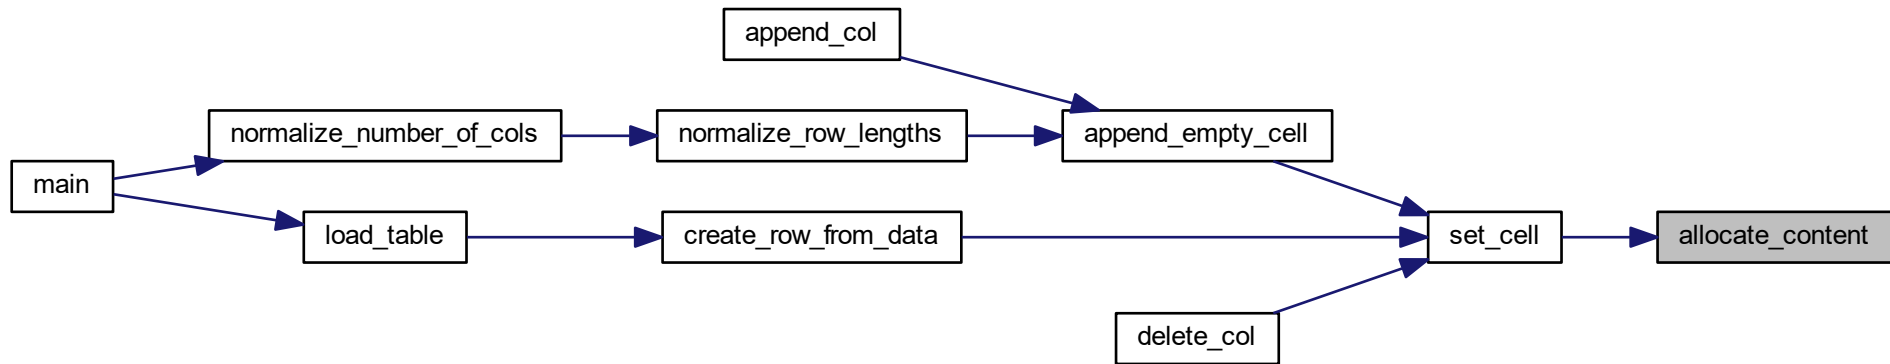 append_col
normalize_number_of_cols
normalize_row_lengths
append_empty_cell
main
load_table
create_row_from_data
set_cell
allocate_content
delete_col